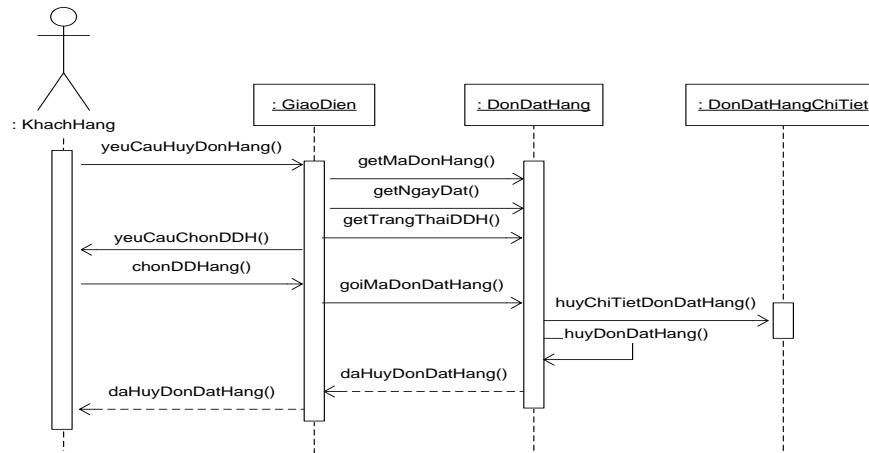 : GiaoDien
: DonDatHang
: DonDatHangChiTiet
: KhachHang
yeuCauHuyDonHang()
getMaDonHang()
getNgayDat()
getTrangThaiDDH()
yeuCauChonDDH()
chonDDHang()
goiMaDonDatHang()
huyChiTietDonDatHang()
huyDonDatHang()
daHuyDonDatHang()
daHuyDonDatHang()